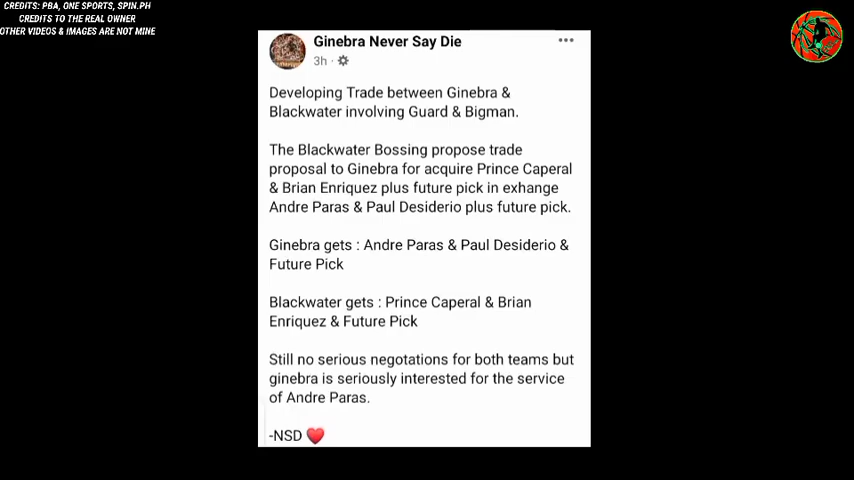 CREDITS: PBA, ONE SPORTS, SPIN.PH
CREDITS TO THE REAL OWNER
OTHER VIDEOS & IMAGES ARE NOT MINE
Ginebra Never Say Die
3h ·
Developing Trade between Ginebra &
Blackwater involving Guard & Bigman.
The Blackwater Bossing propose trade
proposal to Ginebra for acquire Prince Caperal
& Brian Enriquez plus future pick in exhange
Andre Paras & Paul Desiderio plus future pick.
Ginebra gets : Andre Paras & Paul Desiderio &
Future Pick
Blackwater gets : Prince Caperal & Brian
Enriquez & Future Pick
Still no serious negotations for both teams but
ginebra is seriously interested for the service
of Andre Paras.
-NSD ❤️